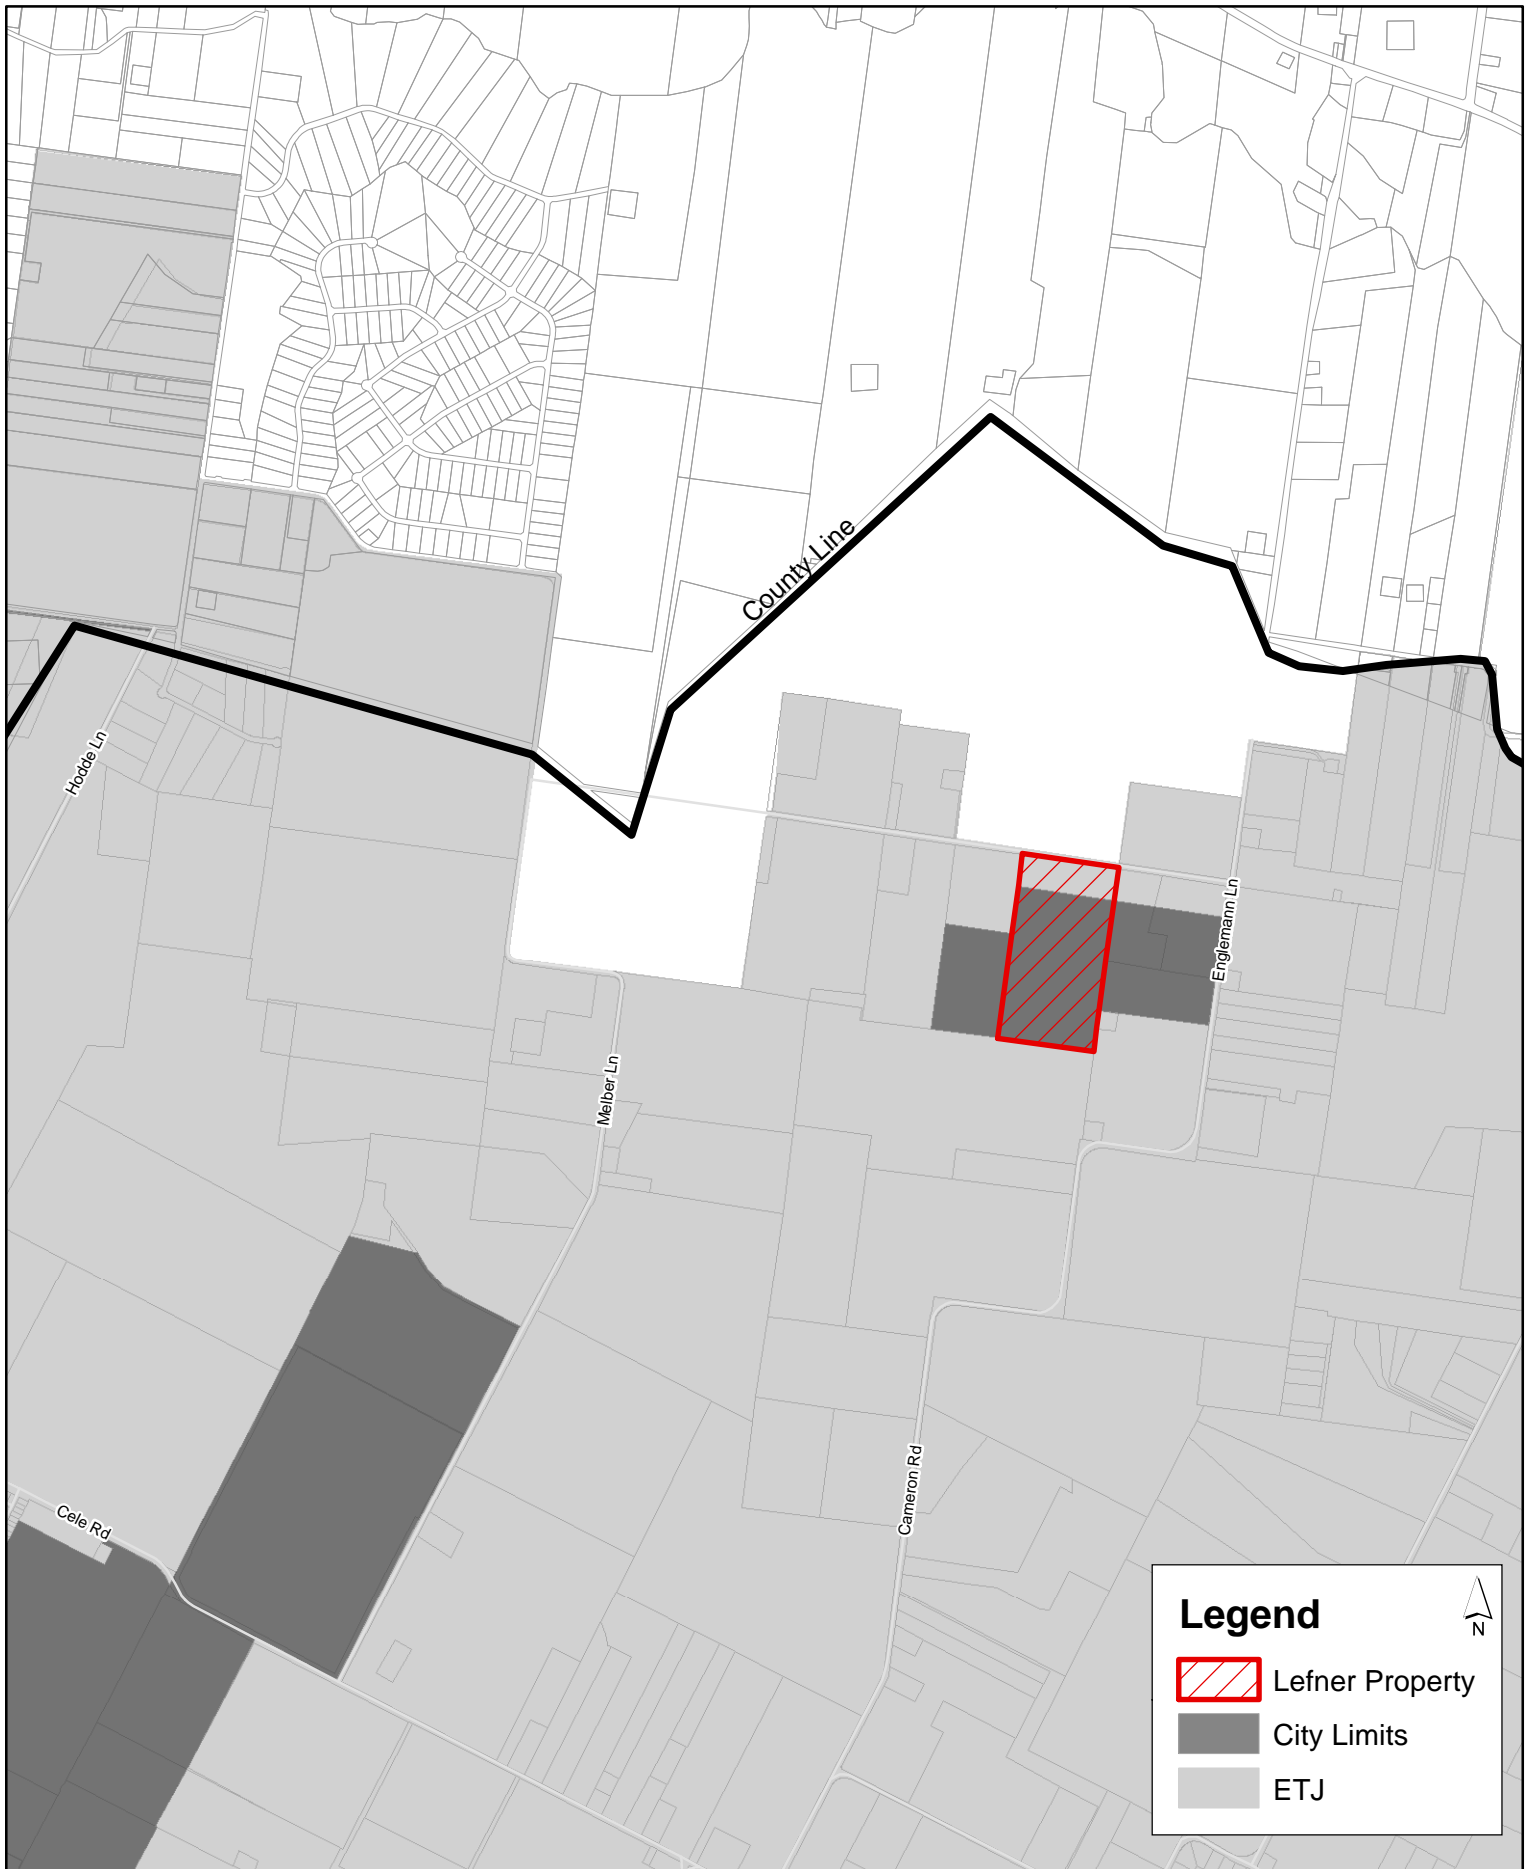 County Line
Hodde Ln
Englemann Ln
Melber Ln
Cameron Rd
Cele Rd
Legend
N
Lefner Property
City Limits
ETJ